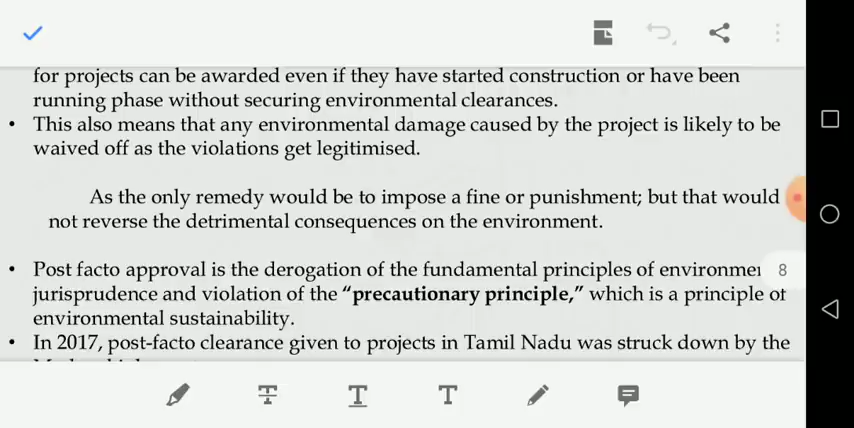 for projects can be awarded even if they have started construction or have been
running phase without securing environmental clearances.
• This also means that any environmental damage caused by the project is likely to be
waived off as the violations get legitimised.
As the only remedy would be to impose a fine or punishment; but that would
not reverse the detrimental consequences on the environment.
• Post facto approval is the derogation of the fundamental principles of environmen 8
jurisprudence and violation of the “precautionary principle,” which is a principle of
environmental sustainability.
• In 2017, post-facto clearance given to projects in Tamil Nadu was struck down by the